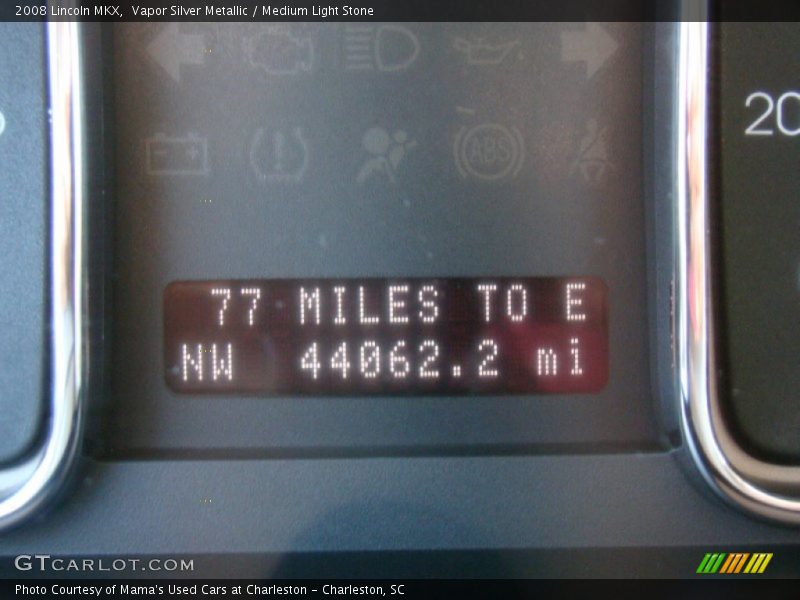 2008 Lincoln MKX, Vapor Silver Metallic / Medium Light Stone
ABS
20
77 MILES TO E
NW 44062.2 mi
GTCARLOT.COM
Photo Courtesy of Mama's Used Cars at Charleston - Charleston, SC